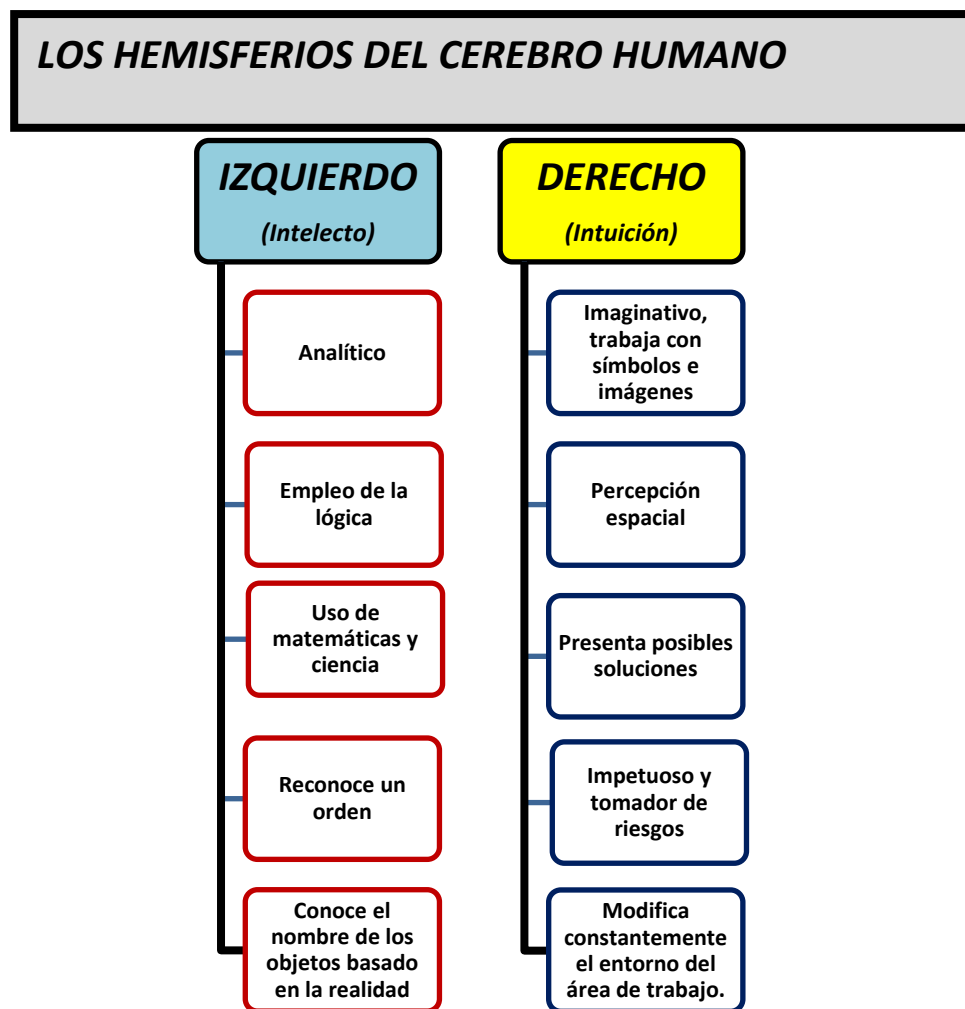 LOS HEMISFERIOS DEL CEREBRO HUMANO
IZQUIERDO
(Intelecto)
Analítico
Empleo de la
lógica
Uso de
matemáticas y
ciencia
Reconoce un
orden
Conoce el
nombre de los
objetos basado
en la realidad
DERECHO
(Intuición)
Imaginativo,
trabaja con
símbolos e
imágenes
Percepción
espacial
Presenta posibles
soluciones
Impetuoso y
tomador de
riesgos
Modifica
constantemente
el entorno del
área de trabajo.